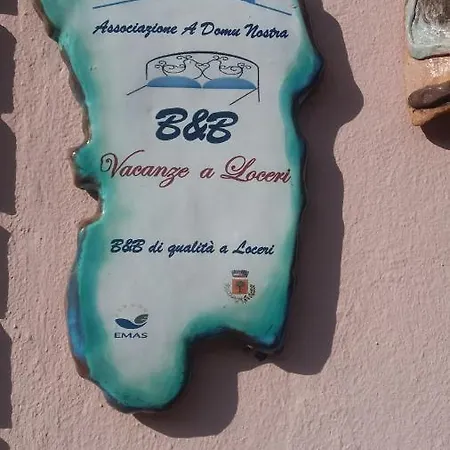 Associazione A Domu Nostra
B&B
Vacanze a Loceri
B&B di qualità a Loceri
EMAS